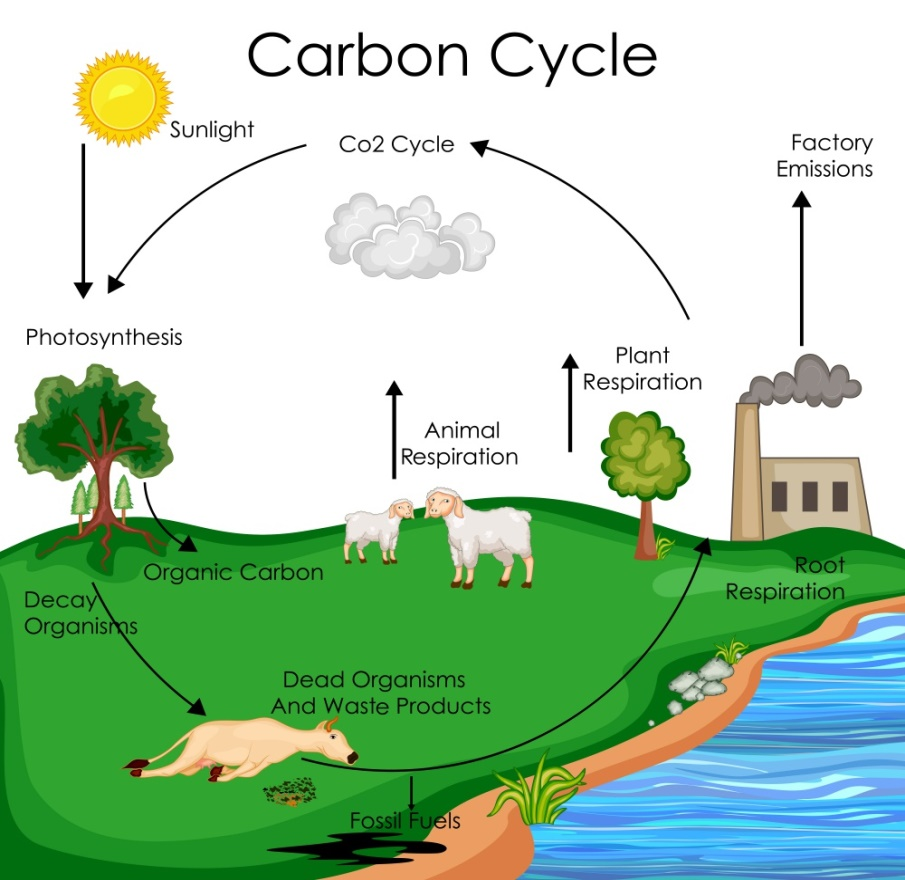 Carbon Cycle
Sunlight
Co2 Cycle
Factory
Emissions
Photosynthesis
Plant
Respiration
Animal
Respiration
Organic Carbon
Root
Respiration
Decay
Organisms
Dead Organisms
And Waste Products
Fossil Fuels